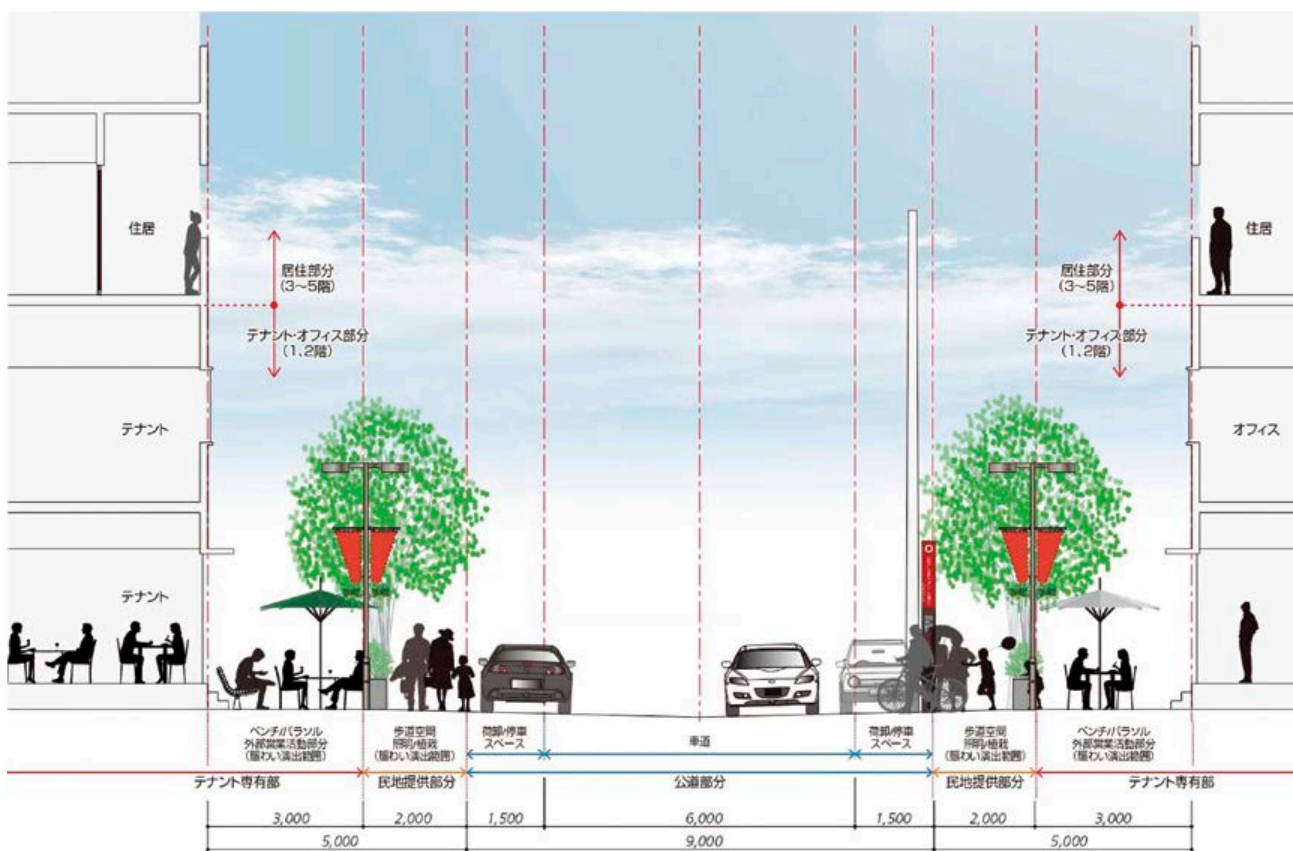 住居
居住部分
(3～5階)
テナント・オフィス部分
(1、2階)
テナント
テナント
住居
居住部分
(3～5階)
テナント・オフィス部分
(1、2階)
オフィス
ベンチ/パラソル
外部営業活動部分
(賑わい演出範囲)
歩道空間
照明/植栽
(賑わい演出範囲)
荷卸/停車
スペース
車道
荷卸/停車
スペース
歩道空間
照明/植栽
(賑わい演出範囲)
ベンチ/パラソル
外部営業活動部分
(賑わい演出範囲)
テナント専有部
民地提供部分
公道部分
民地提供部分
テナント専有部
3,000
2,000
1,500
6,000
1,500
2,000
3,000
5,000
9,000
5,000